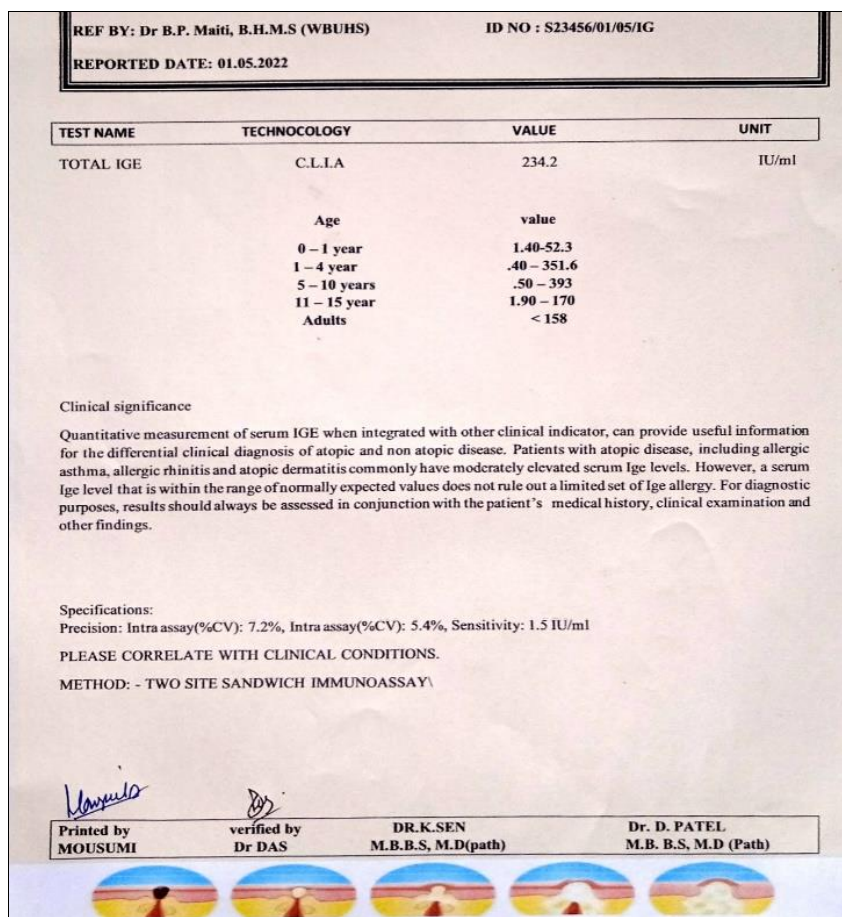 REF BY: Dr B.P. Maiti, B.H.M.S (WBUHS) ID NO : S23456/01/05/IG
REPORTED DATE: 01.05.2022
TEST NAME TECHNOCOLOGY VALUE UNIT
TOTAL IGE C.L.I.A 234.2 IU/ml
Age value
0 – 1 year 1.40-52.3
1 – 4 year .40 – 351.6
5 – 10 years .50 – 393
11 – 15 year 1.90 – 170
Adults < 158
Clinical significance
Quantitative measurement of serum IGE when integrated with other clinical indicator, can provide useful information
for the differential clinical diagnosis of atopic and non atopic disease. Patients with atopic disease, including allergic
asthma, allergic rhinitis and atopic dermatitis commonly have moderately elevated serum Ige levels. However, a serum
Ige level that is within the range of normally expected values does not rule out a limited set of Ige allergy. For diagnostic
purposes, results should always be assessed in conjunction with the patient's medical history, clinical examination and
other findings.
Specifications:
Precision: Intra assay(%CV): 7.2%, Intra assay(%CV): 5.4%, Sensitivity: 1.5 IU/ml
PLEASE CORRELATE WITH CLINICAL CONDITIONS.
METHOD: - TWO SITE SANDWICH IMMUNOASSAY\
Printed by verified by DR.K.SEN Dr. D. PATEL
MOUSUMI Dr DAS M.B.B.S, M.D(path) M.B. B.S, M.D (Path)